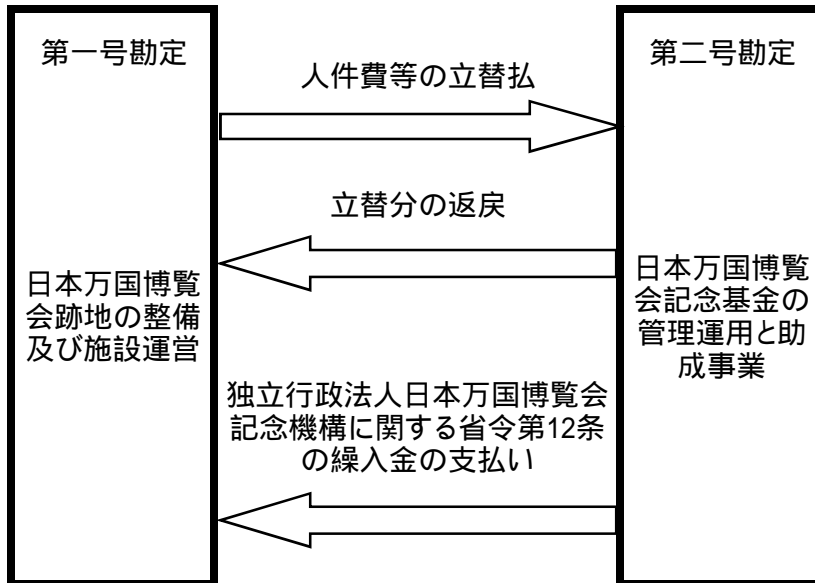 第一号勘定
日本万国博覧
会跡地の整備
及び施設運営
人件費等の立替払
立替分の返戻
独立行政法人日本万国博覧会
記念機構に関する省令第12条
の繰入金の支払い
第二号勘定
日本万国博覧
会記念基金の
管理運用と助
成事業